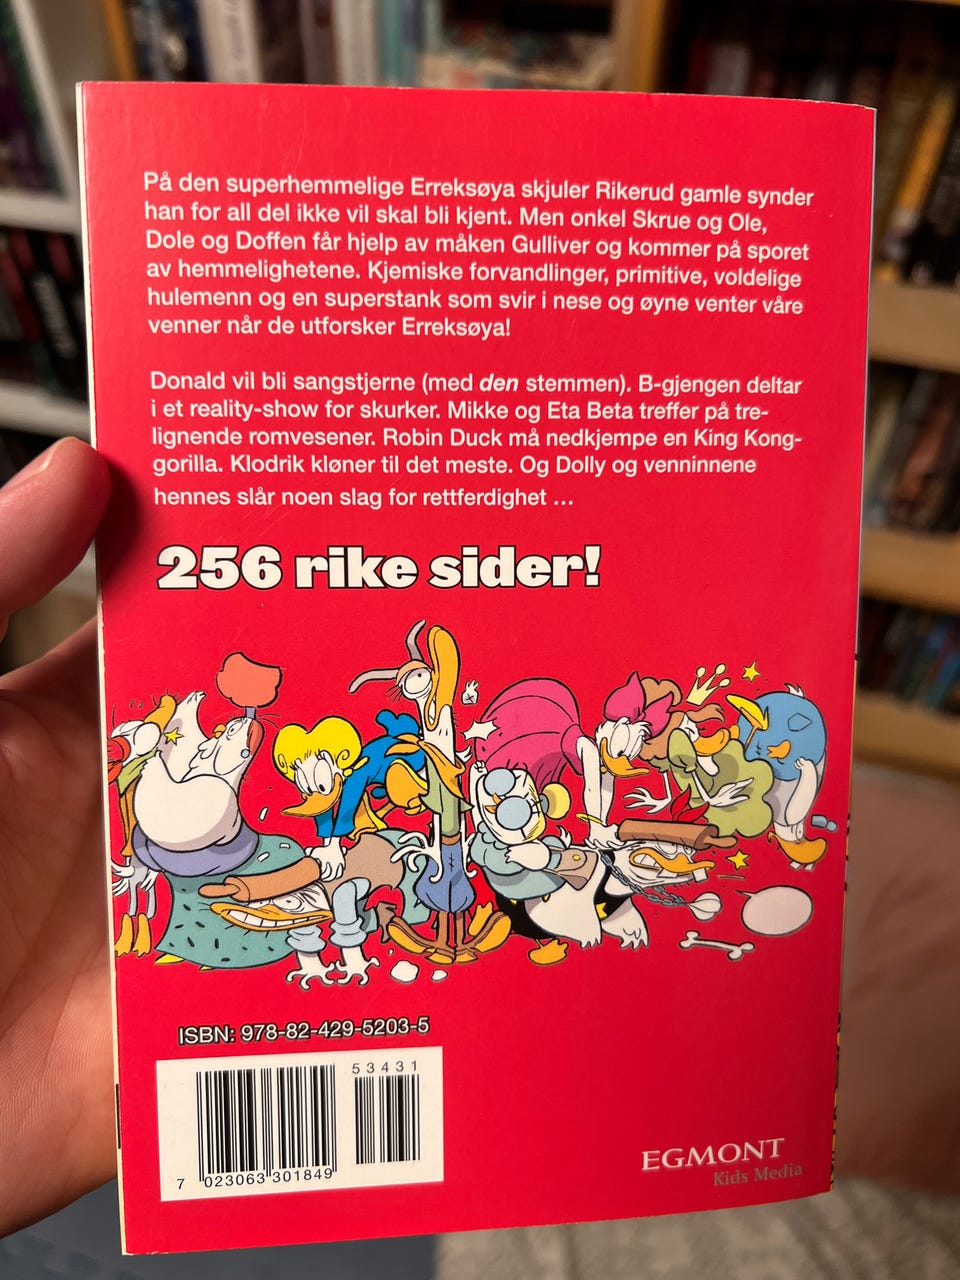 På den superhemmelige Erreksøya skjuler Rikerud gamle synder
han for all del ikke vil skal bli kjent. Men onkel Skrue og Ole,
Dole og Doffen får hjelp av måken Gulliver og kommer på sporet
av hemmelighetene. Kjemiske forvandlinger, primitive, voldelige
hulemenn og en superstank som svir i nese og øyne venter våre
venner når de utforsker Erreksøya!
Donald vil bli sangstjerne (med den stemmen). B-gjengen deltar
i et reality-show for skurker. Mikke og Eta Beta treffer på tre-
lignende romvesener. Robin Duck må nedkjempe en King Kong-
gorilla. Klodrik kløner til det meste. Og Dolly og venninnene
hennes slår noen slag for rettferdighet ...
256 rike sider!
ISBN: 978-82-429-5203-5
53431
7 023063 301849
EGMONT
Kids Media